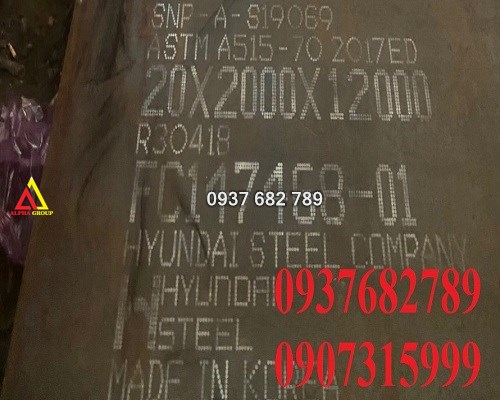 SNP-A-S19069
ASTM A515-70 2017ED
20X2000X12000
R30418
FC147468-01
0937 682 789
ALPHA GROUP
HYUNDAI STEEL COMPANY
HYUNDAI
0937682789
STEEL
0907315999
MADE IN KOREA